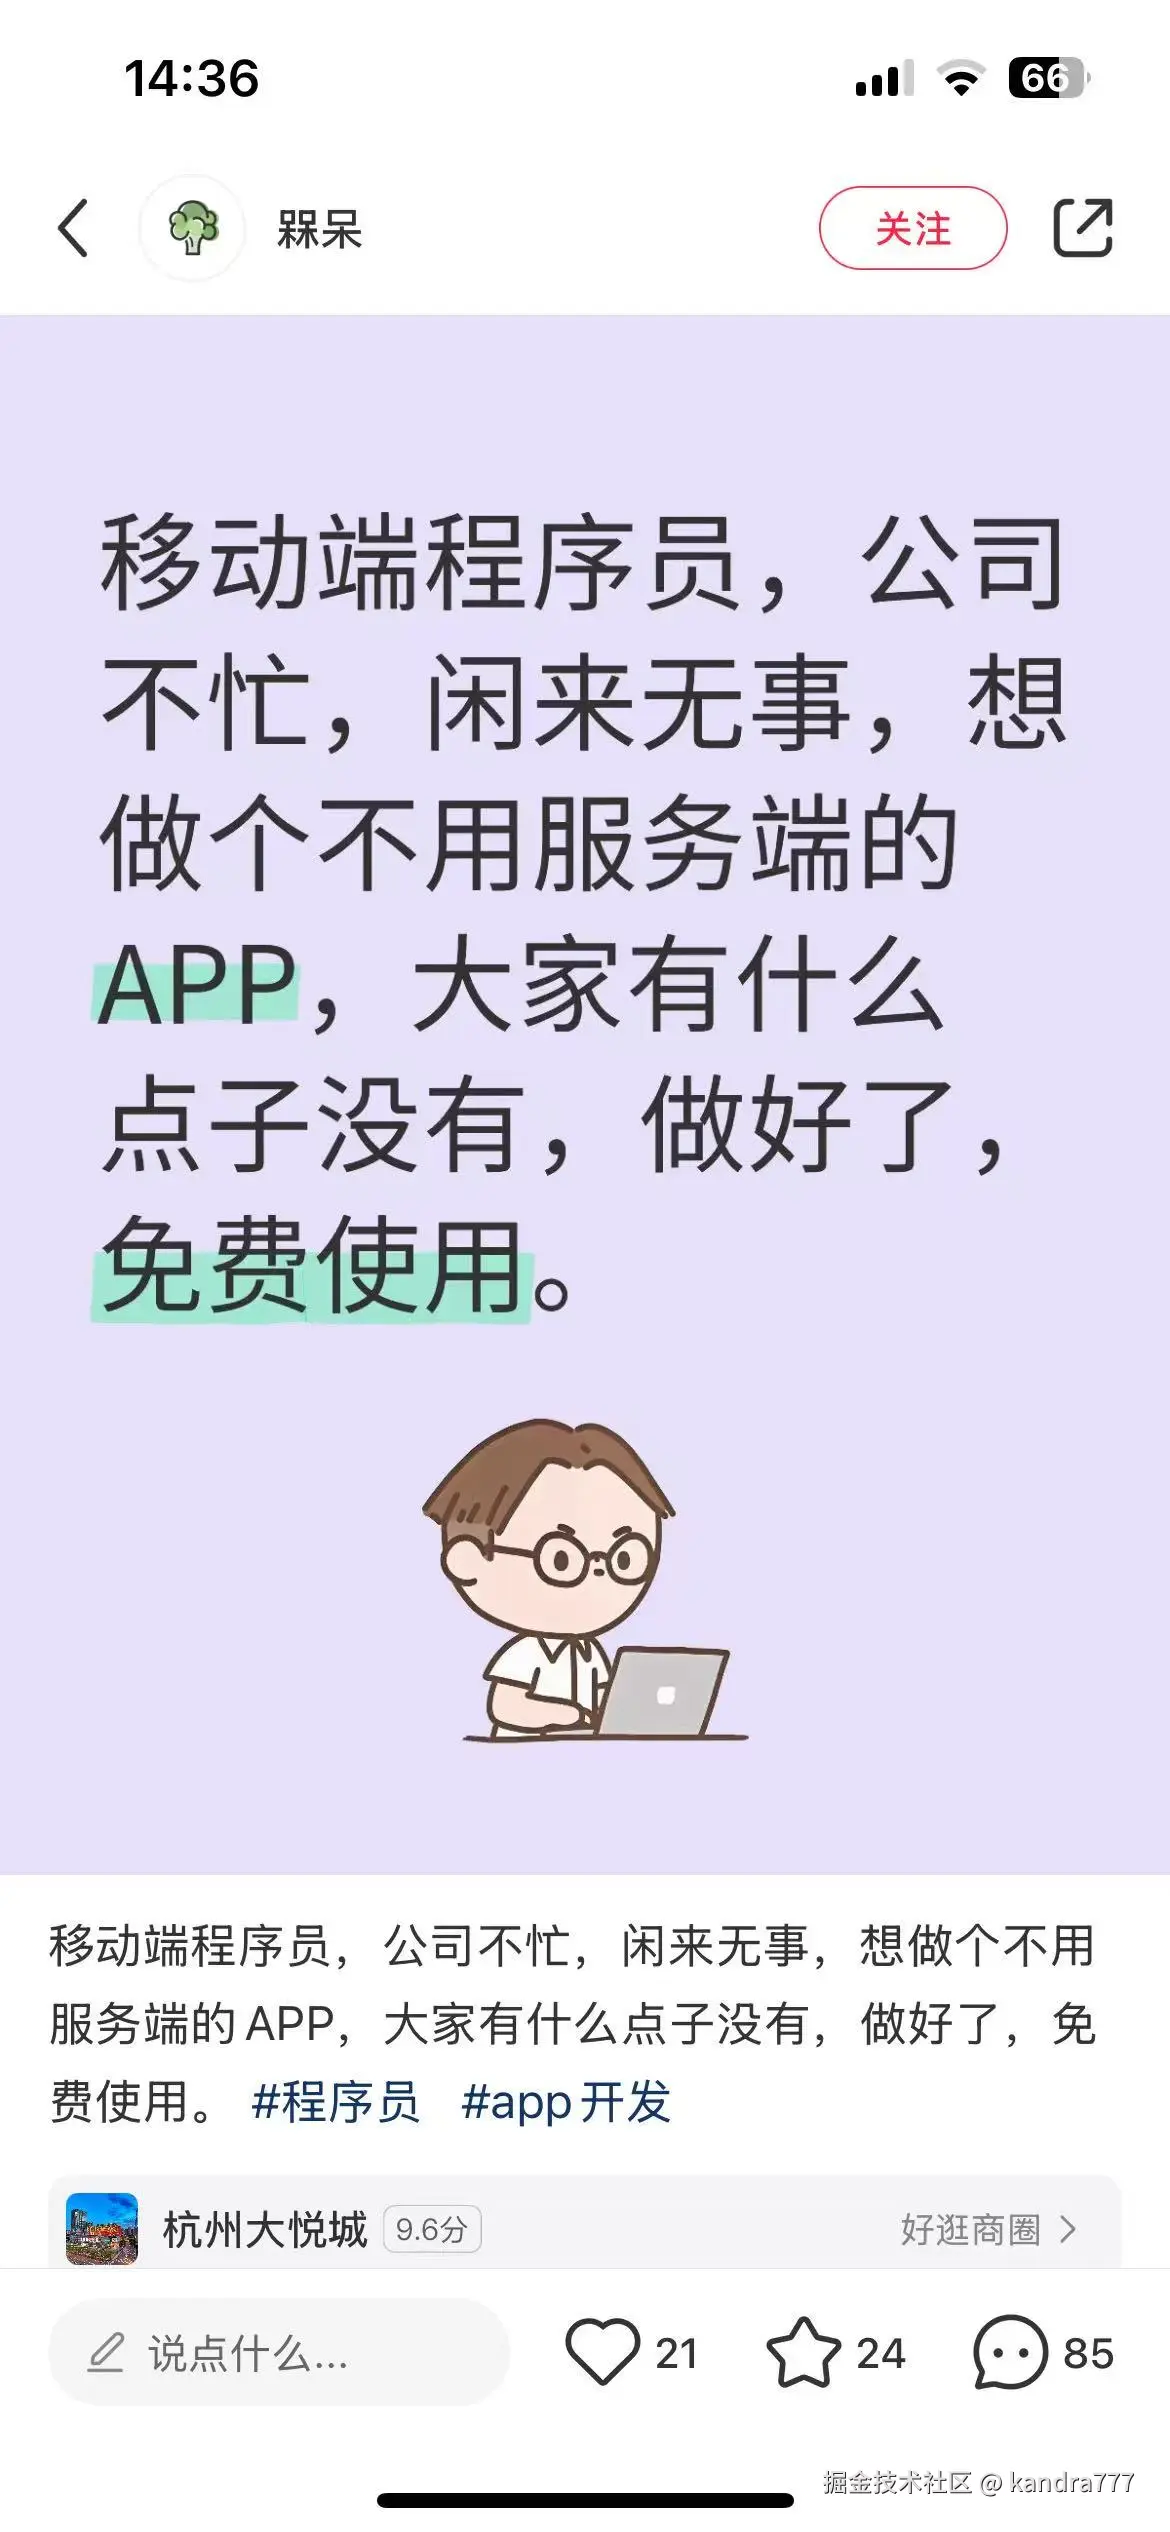 14:36
66
槑呆
关注
移动端程序员，公司
不忙，闲来无事，想
做个不用服务端的
APP，大家有什么
点子没有，做好了，
免费使用。
移动端程序员，公司不忙，闲来无事，想做个不用
服务端的APP，大家有什么点子没有，做好了，免
费使用。 #程序员 #app开发
杭州大悦城 9.6分 好逛商圈
说点什么... 21 24 85
掘金技术社区 @ kandra777